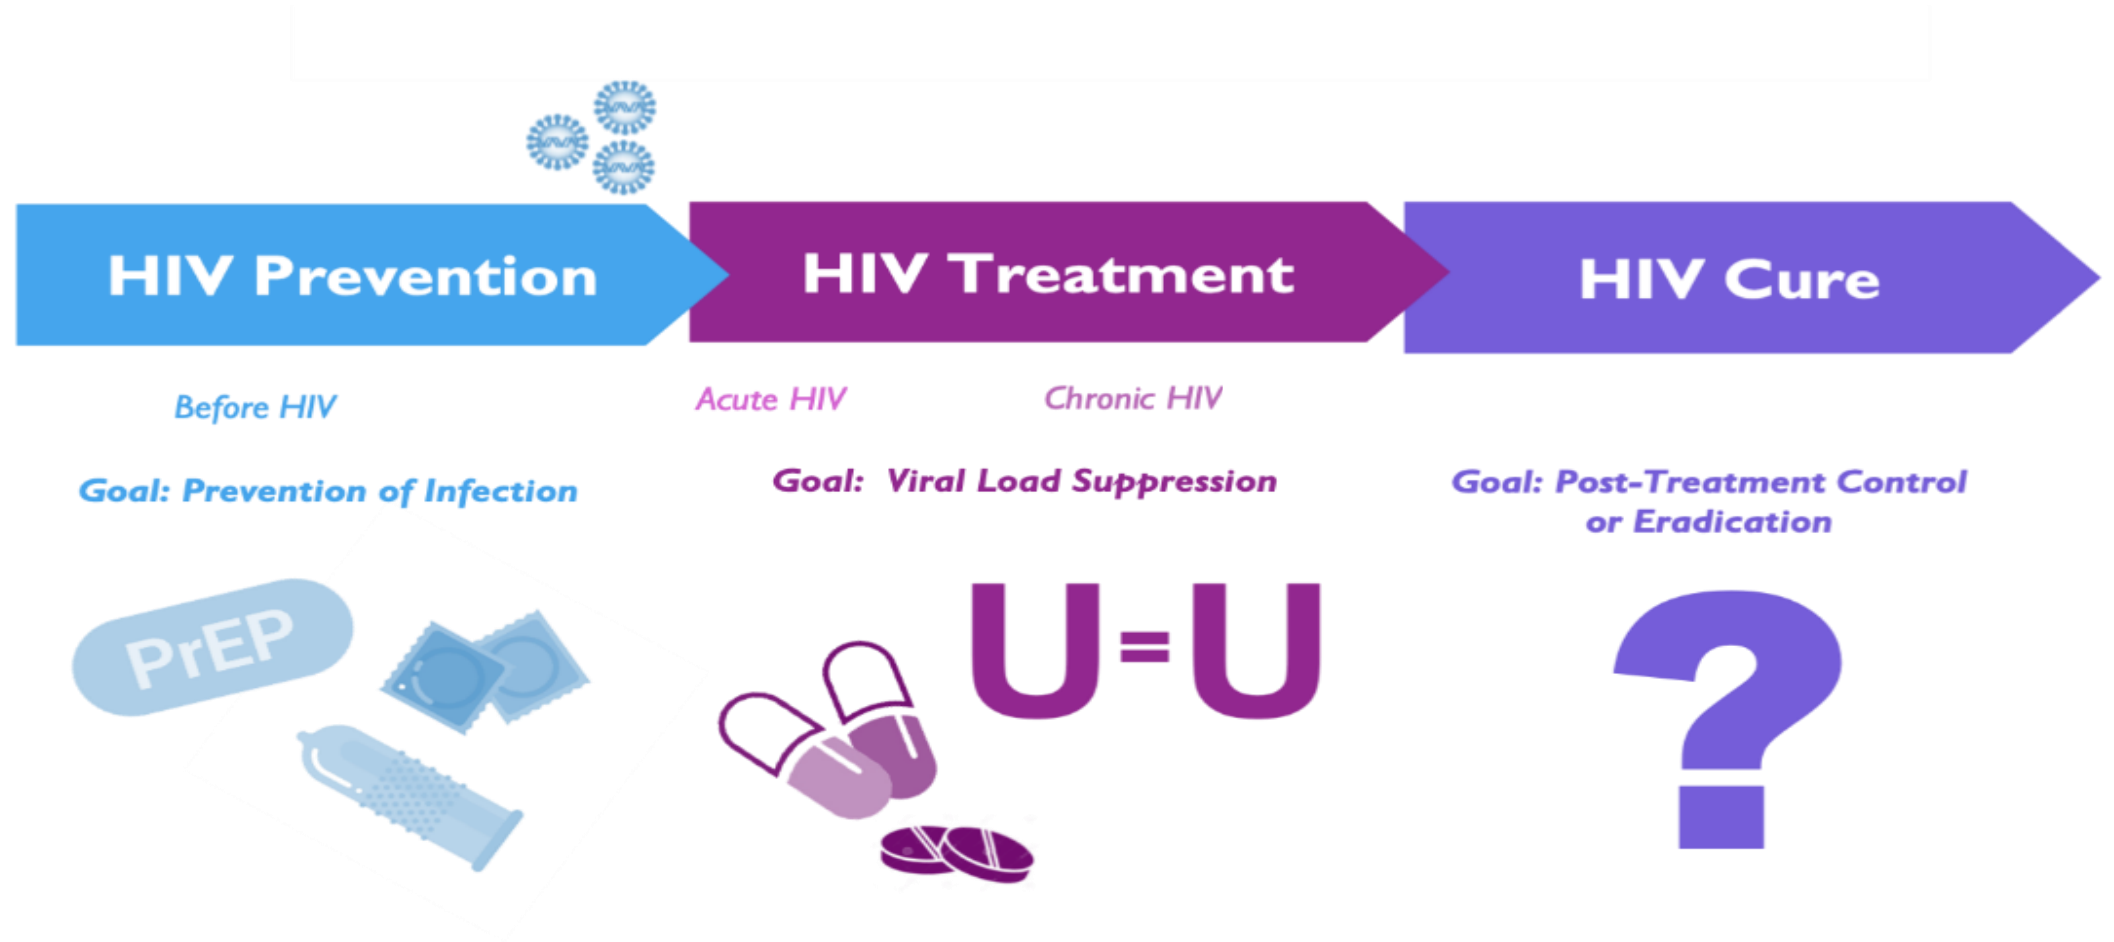 HIV Prevention
HIV Treatment
HIV Cure
Before HIV
Acute HIV
Chronic HIV
Goal: Prevention of Infection
Goal: Viral Load Suppression
Goal: Post-Treatment Control
or Eradication
PrEP
U=U
?